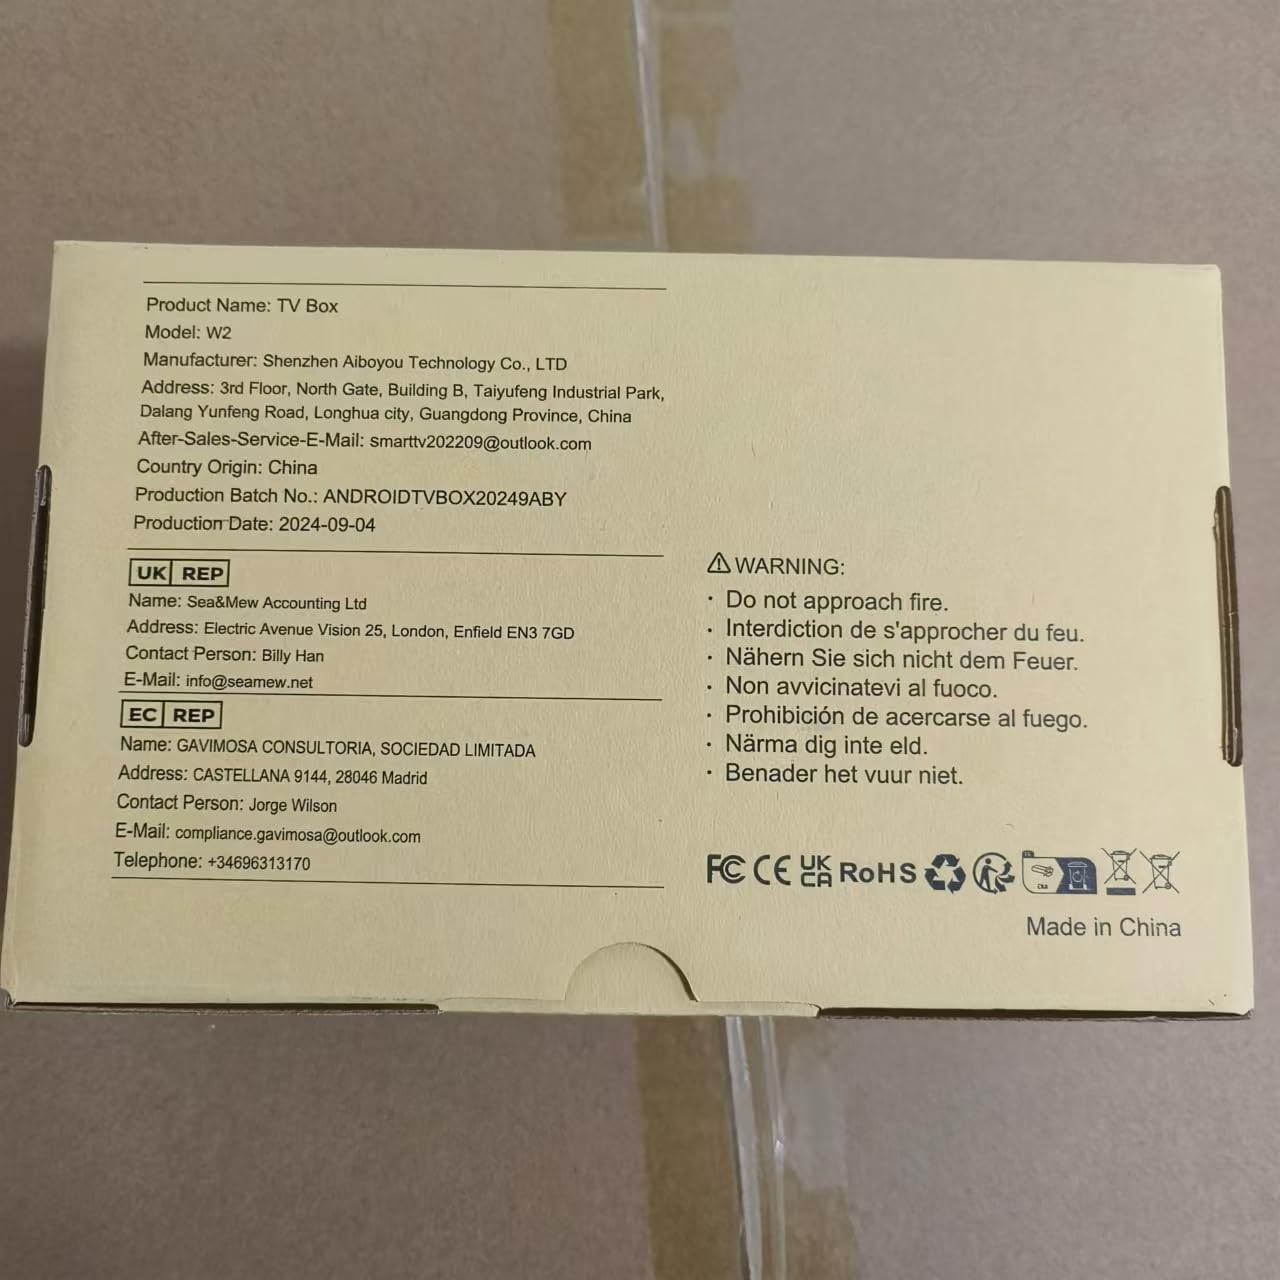 Product Name: TV Box
Model: W2
Manufacturer: Shenzhen Aiboyou Technology Co., LTD
Address: 3rd Floor, North Gate, Building B, Taiyufeng Industrial Park,
Dalang Yunfeng Road, Longhua city, Guangdong Province, China
After-Sales-Service-E-Mail: smarttv202209@outlook.com
Country Origin: China
Production Batch No.: ANDROIDTVBOX20249ABY
Production Date: 2024-09-04
UK REP
Name: Sea&Mew Accounting Ltd
Address: Electric Avenue Vision 25, London, Enfield EN3 7GD
Contact Person: Billy Han
E-Mail: info@seamew.net
EC REP
Name: GAVIMOSA CONSULTORIA, SOCIEDAD LIMITADA
Address: CASTELLANA 9144, 28046 Madrid
Contact Person: Jorge Wilson
E-Mail: compliance.gavimosa@outlook.com
Telephone: +34696313170
⚠WARNING:
· Do not approach fire.
· Interdiction de s'approcher du feu.
· Nähern Sie sich nicht dem Feuer.
· Non avvicinatevi al fuoco.
· Prohibición de acercarse al fuego.
· Närma dig inte eld.
· Benader het vuur niet.
FC CE UK CA RoHS
Made in China